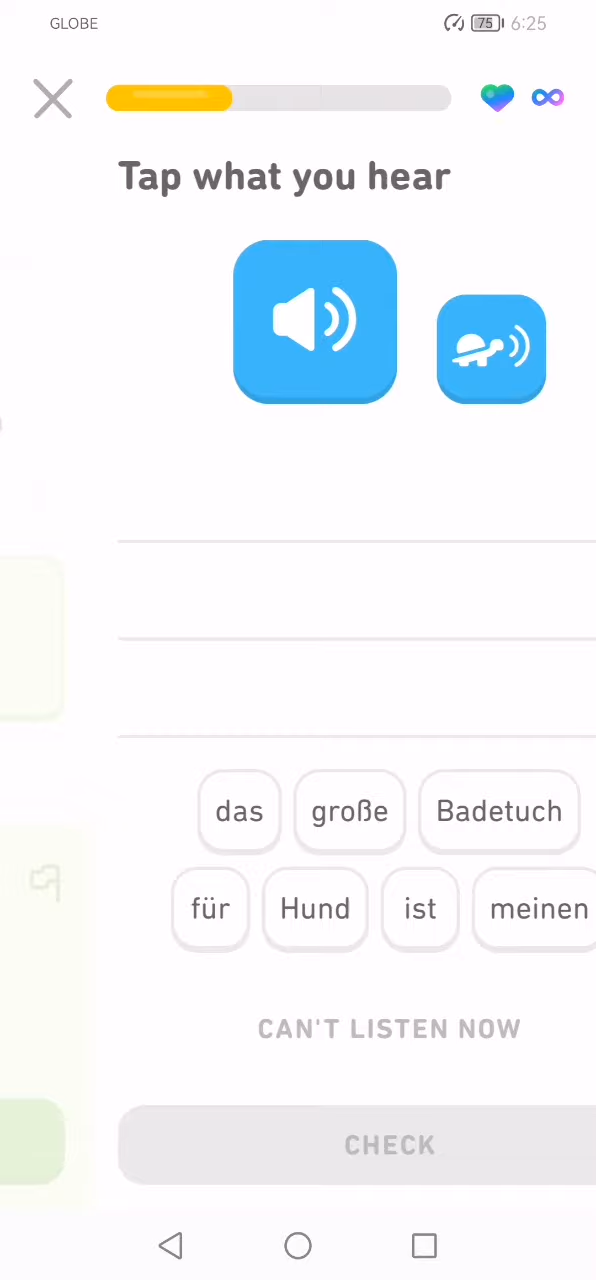 GLOBE 75 6:25
Tap what you hear
das große Badetuch
für Hund ist meinen
CAN'T LISTEN NOW
CHECK